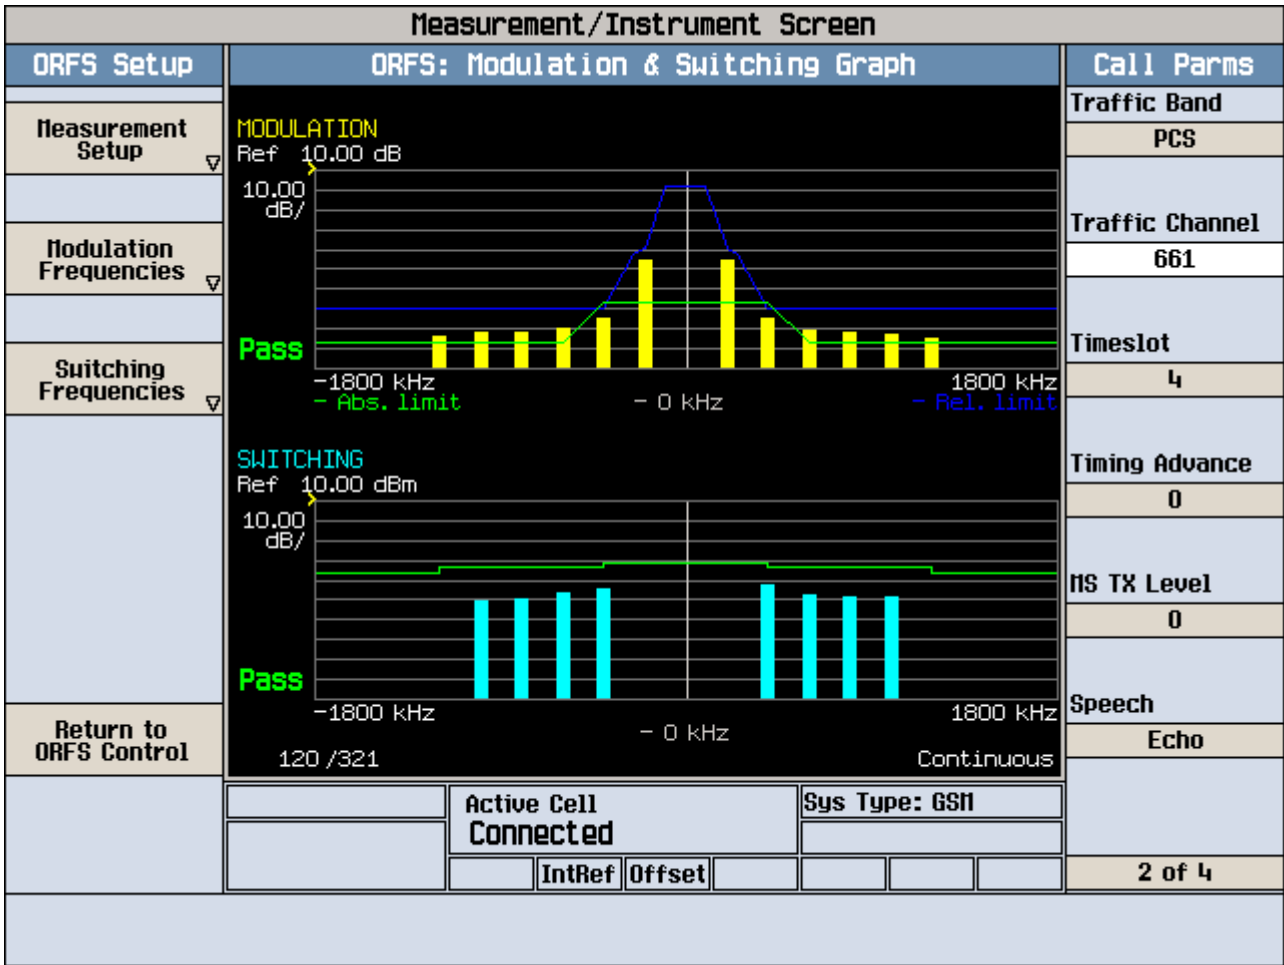 Measurement/Instrument Screen
ORFS Setup
Measurement
Setup
Modulation
Frequencies
Switching
Frequencies
Return to
ORFS Control
ORFS: Modulation & Switching Graph
MODULATION
Ref 10.00 dB
10.00
dB/
Pass
-1800 kHz
1800 kHz
- Abs. limit
- 0 kHz
- Rel. limit
SWITCHING
Ref 10.00 dBm
10.00
dB/
Pass
-1800 kHz
1800 kHz
- 0 kHz
120 /321
Continuous
Active Cell
Connected
Sys Type: GSM
IntRef
Offset
Call Parms
Traffic Band
PCS
Traffic Channel
661
Timeslot
4
Timing Advance
0
MS TX Level
0
Speech
Echo
2 of 4